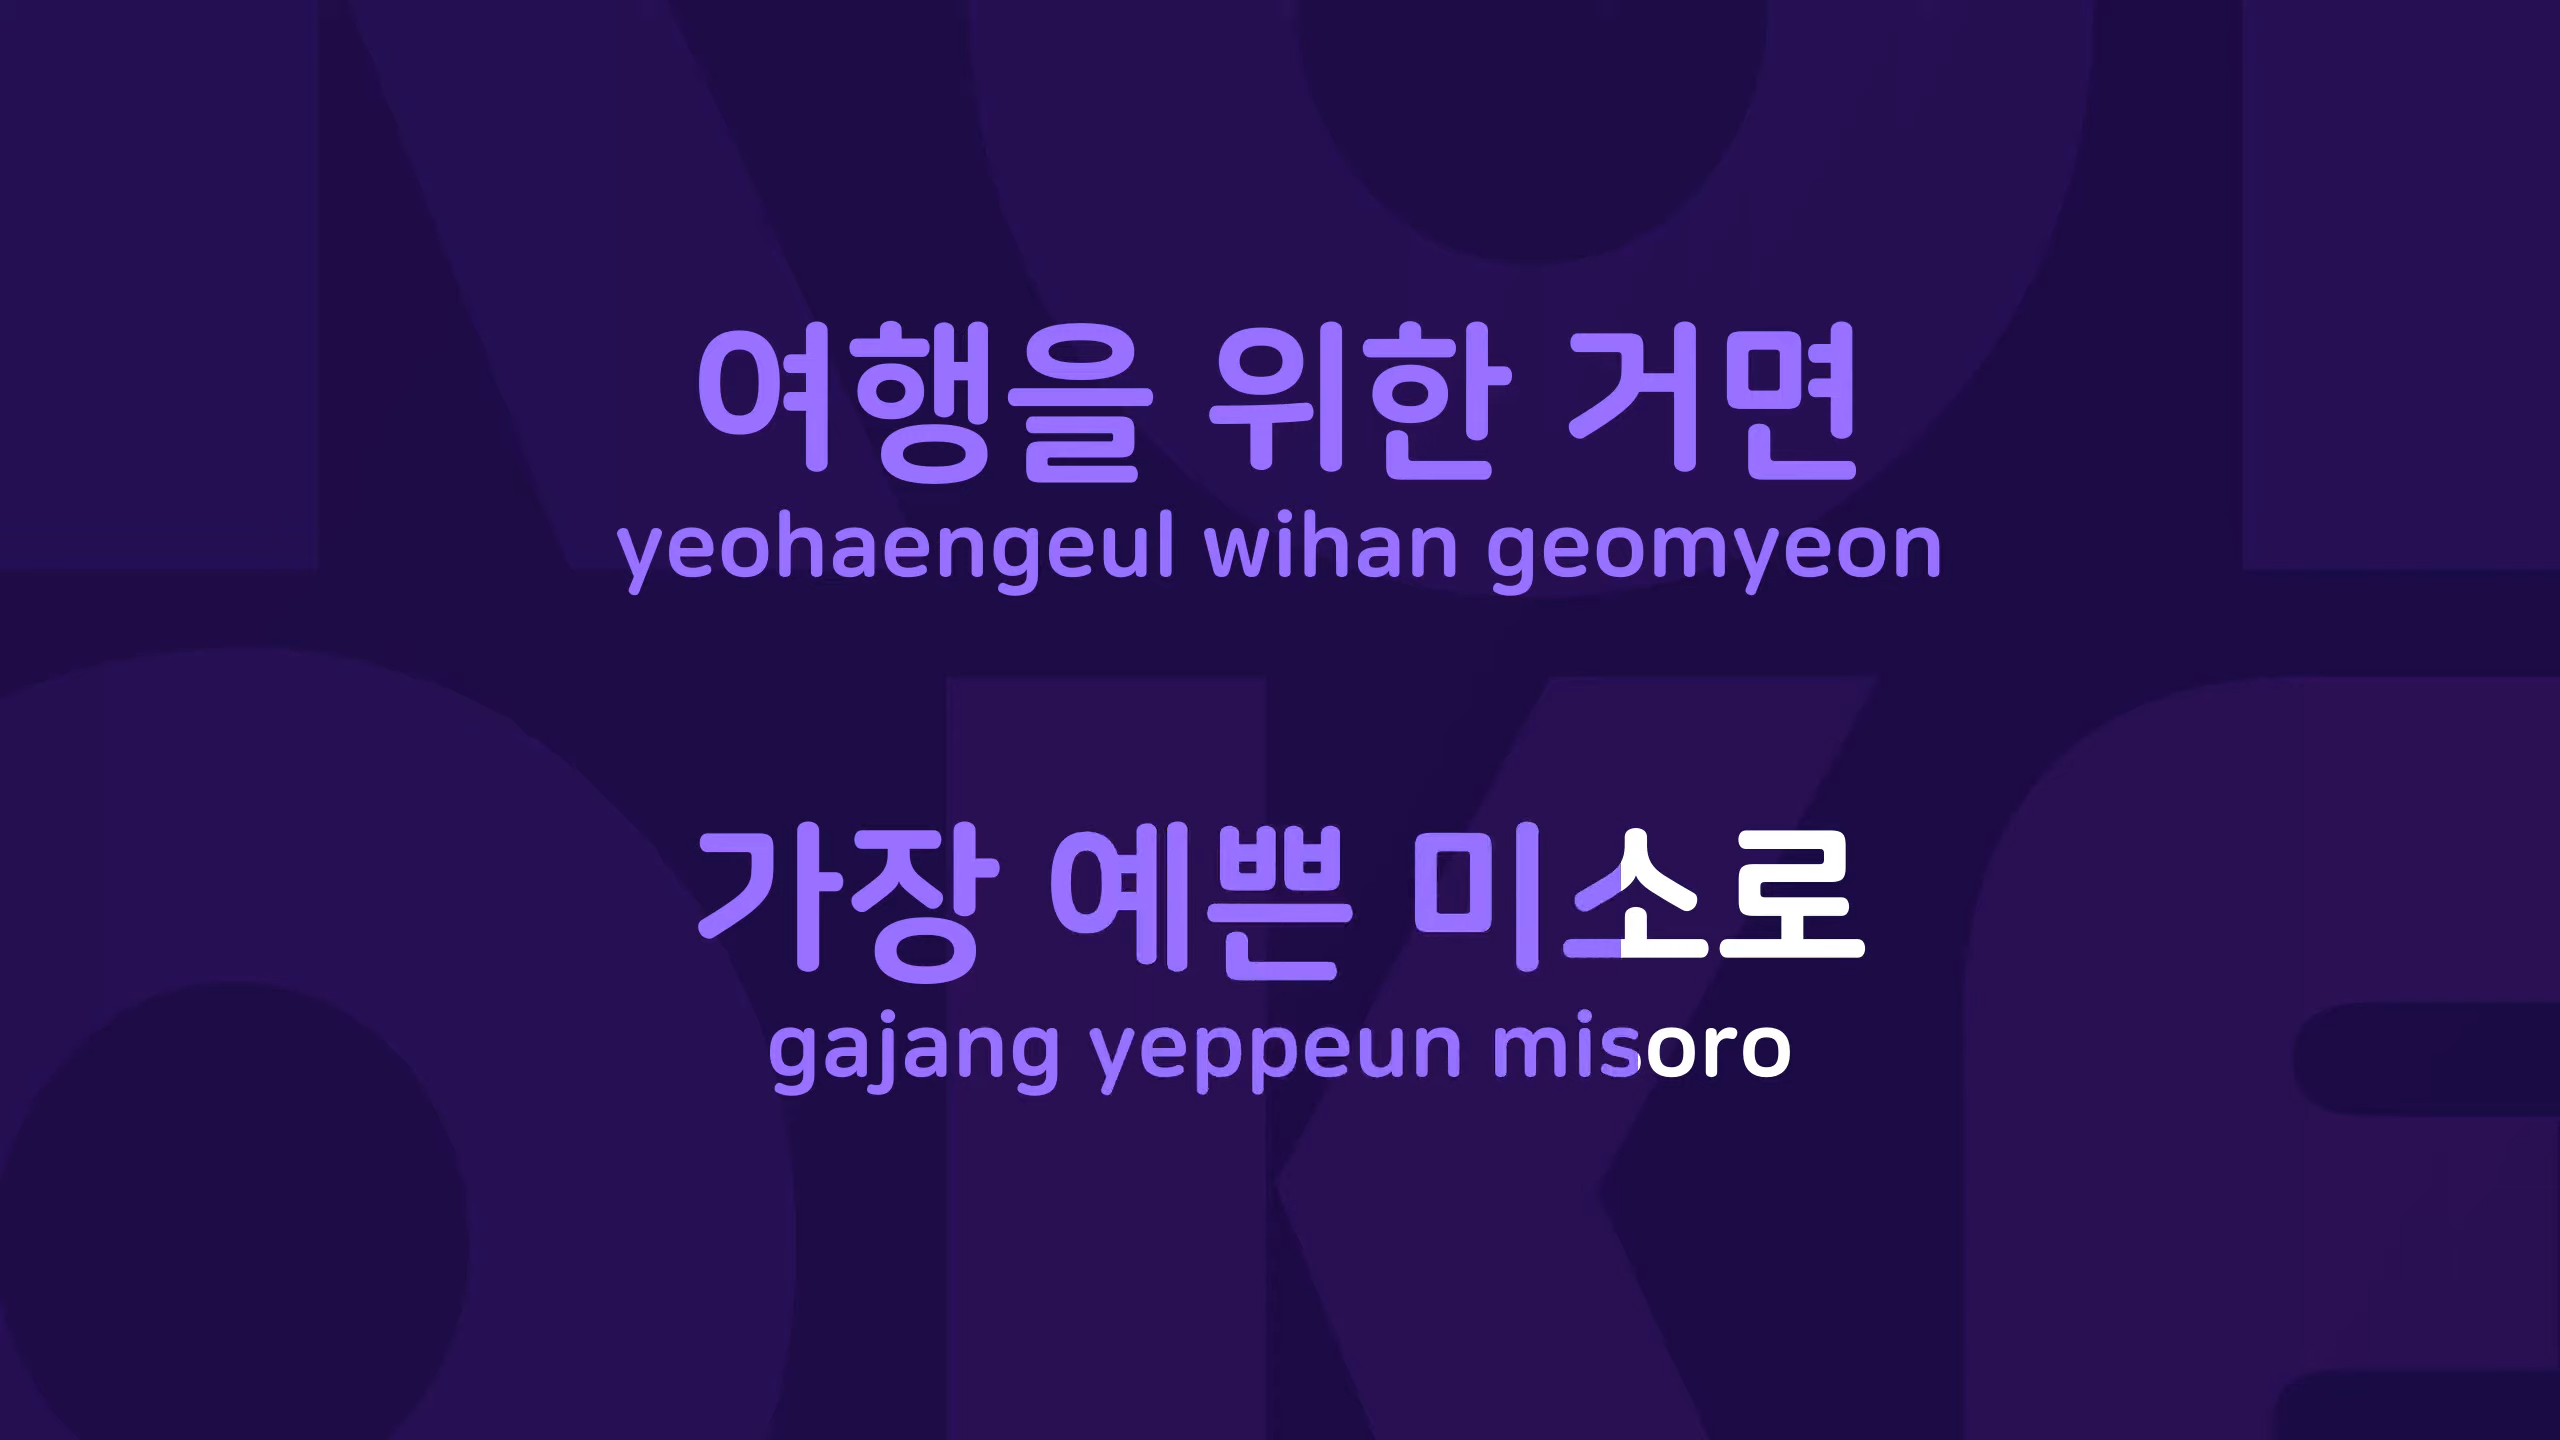 여행을 위한 거면
yeohaengeul wihan geomyeon
가장 예쁜 미소로
gajang yeppeun misoro